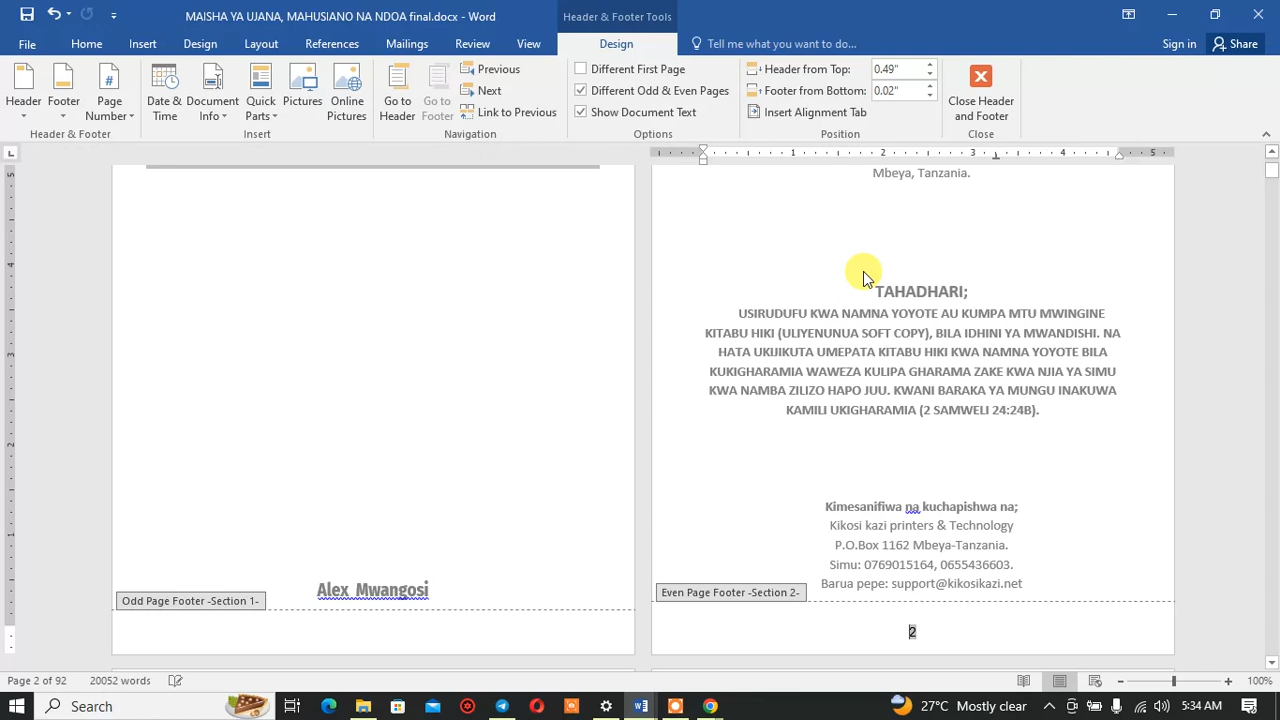 MAISHA YA UJANA, MAHUSIANO NA NDOA final.docx - Word
Header & Footer Tools
File
Home
Insert
Design
Layout
References
Mailings
Review
View
Design
Tell me what you want to do...
Sign in
Share
Header
Footer
Page Number
Header & Footer
Date & Time
Document Info
Quick Parts
Pictures
Online Pictures
Insert
Go to Header
Go to Footer
Previous
Next
Link to Previous
Navigation
Different First Page
Different Odd & Even Pages
Show Document Text
Options
Header from Top: 0.49"
Footer from Bottom: 0.02"
Insert Alignment Tab
Position
Close Header and Footer
Close
1 2 3 4 5
5
4
3
2
1
Mbeya, Tanzania.
TAHADHARI;
USIRUDUFU KWA NAMNA YOYOTE AU KUMPA MTU MWINGINE
KITABU HIKI (ULIYENUNUA SOFT COPY), BILA IDHINI YA MWANDISHI. NA
HATA UKIJIKUTA UMEPATA KITABU HIKI KWA NAMNA YOYOTE BILA
KUKIGHARAMIA WAWEZA KULIPA GHARAMA ZAKE KWA NJIA YA SIMU
KWA NAMBA ZILIZO HAPO JUU. KWANI BARAKA YA MUNGU INAKUWA
KAMILI UKIGHARAMIA (2 SAMWELI 24:24B).
Kimesanifiwa na kuchapishwa na;
Kikosi kazi printers & Technology
P.O.Box 1162 Mbeya-Tanzania.
Simu: 0769015164, 0655436603.
Barua pepe: support@kikosikazi.net
Alex Mwangosi
Odd Page Footer -Section 1-
Even Page Footer -Section 2-
2
Page 2 of 92
20052 words
100%
Search
27°C Mostly clear
5:34 AM